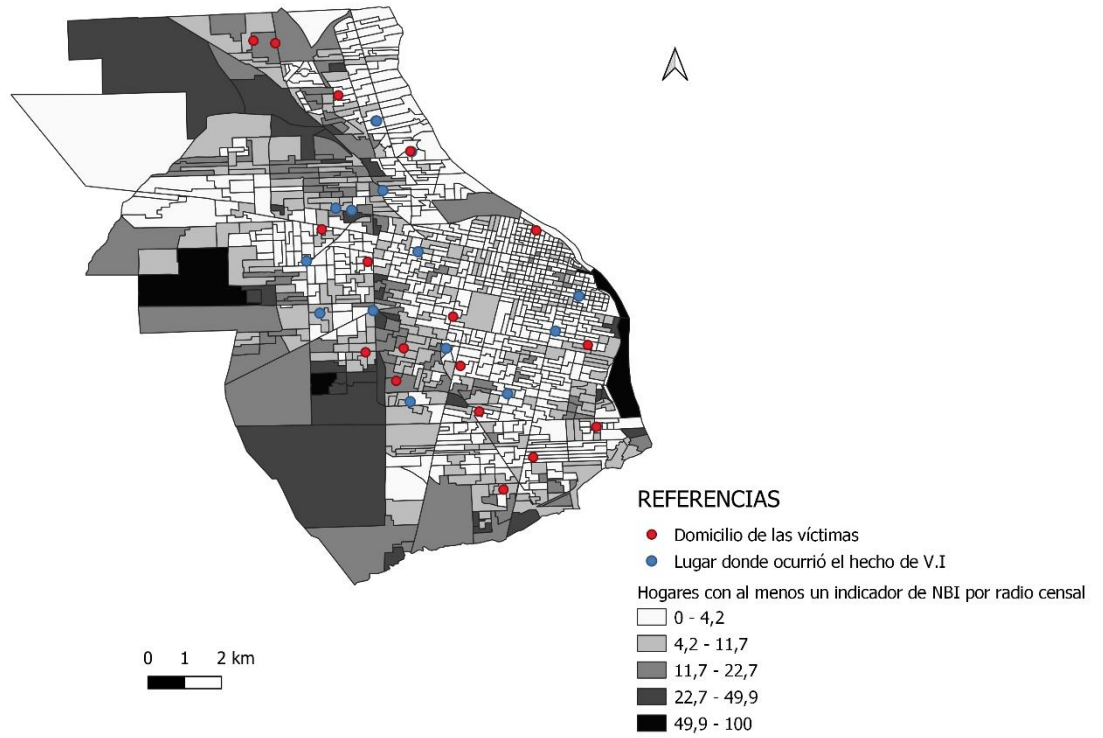 REFERENCIAS
Domicilio de las víctimas
Lugar donde ocurrió el hecho de V.I
Hogares con al menos un indicador de NBI por radio censal
0 - 4,2
4,2 - 11,7
11,7 - 22,7
22,7 - 49,9
49,9 - 100
0 1 2 km